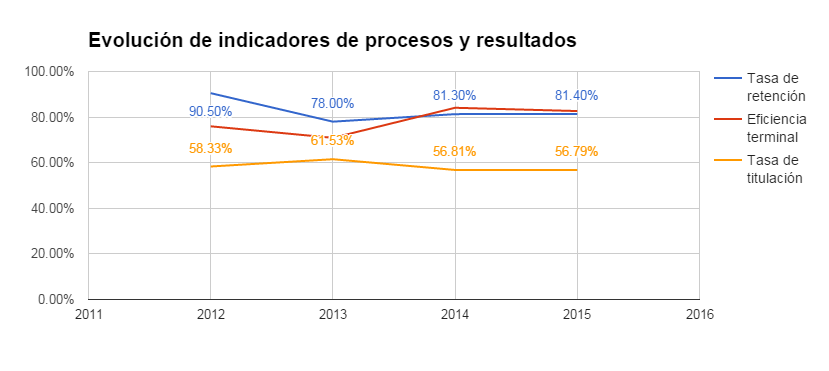 Evolución de indicadores de procesos y resultados
100.00%
80.00%
60.00%
40.00%
20.00%
0.00%
90.50%
78.00%
81.30%
81.40%
58.33%
61.53%
56.81%
56.79%
2011
2012
2013
2014
2015
2016
Tasa de
retención
Eficiencia
terminal
Tasa de
titulación